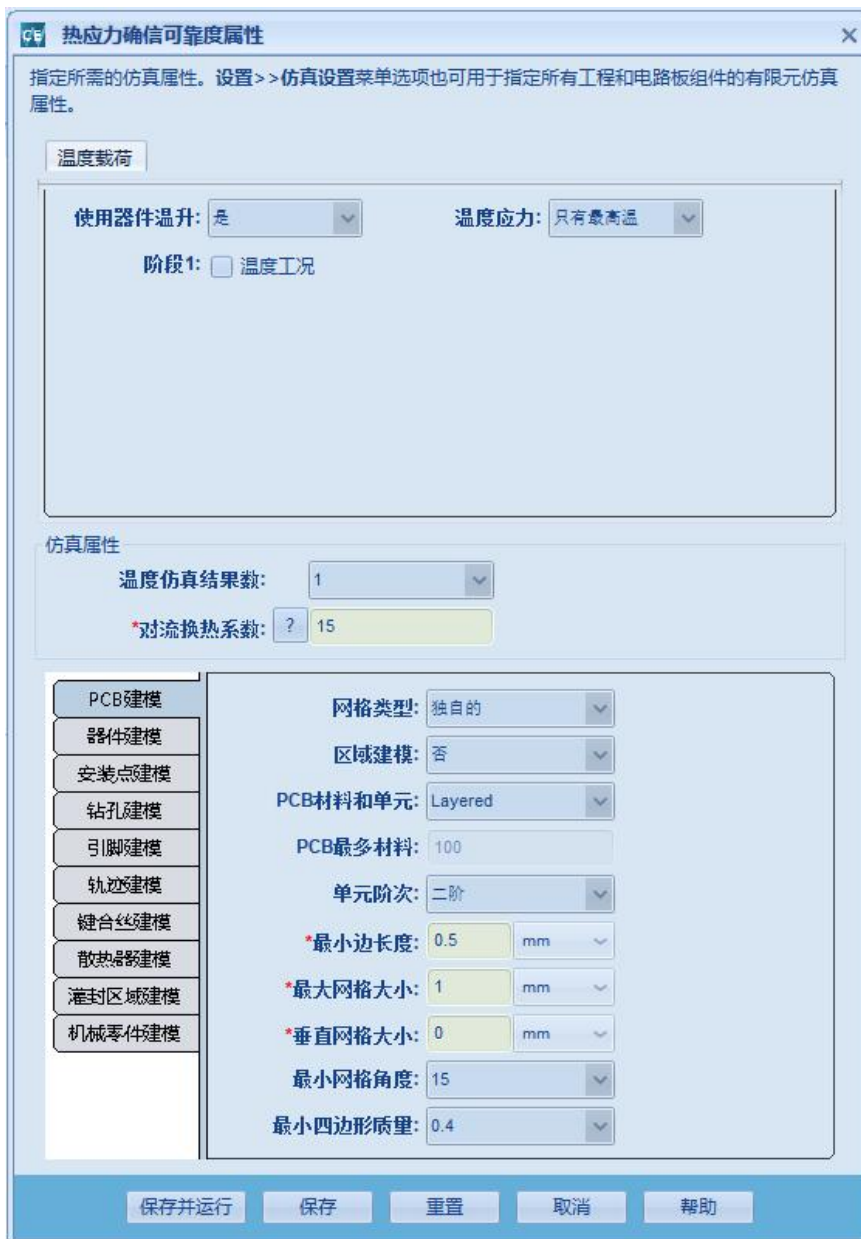 CE 热应力确信可靠度属性
指定所需的仿真属性。设置>>仿真设置菜单选项也可用于指定所有工程和电路板组件的有限元仿真
属性。
温度载荷
使用器件温升: 是 温度应力: 只有最高温
阶段1: 温度工况
仿真属性
温度仿真结果数: 1
*对流换热系数: ? 15
PCB建模
器件建模
安装点建模
钻孔建模
引脚建模
轨迹建模
键合丝建模
散热器建模
灌封区域建模
机械零件建模
网格类型: 独自的
区域建模: 否
PCB材料和单元: Layered
PCB最多材料: 100
单元阶次: 二阶
*最小边长度: 0.5 mm
*最大网格大小: 1 mm
*垂直网格大小: 0 mm
最小网格角度: 15
最小四边形质量: 0.4
保存并运行 保存 重置 取消 帮助